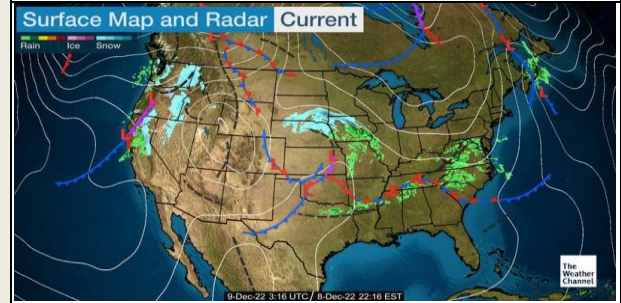 Surface Map and Radar Current
Rain Ice Snow
L
L
L
L
L
L
The
Weather
Channel
9-Dec-22 3:16 UTC / 8-Dec-22 22:16 EST